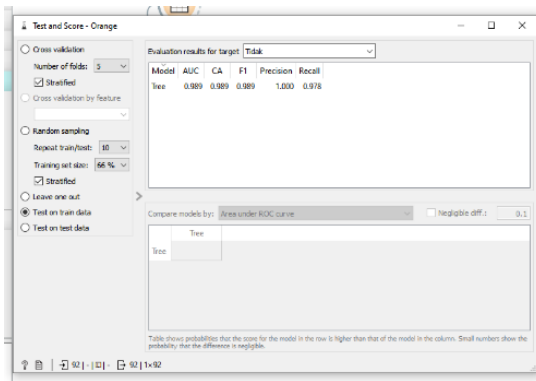 Test and Score - Orange
Cross validation
Number of folds: 5
Stratified
Cross validation by feature
Random sampling
Repeat train/test: 10
Training set size: 66 %
Stratified
Leave one out
Test on train data
Test on test data
Evaluation results for target Tidak
Model AUC CA F1 Precision Recall
Tree 0.989 0.989 0.989 1.000 0.978
Compare models by: Area under ROC curve
Negligible diff.: 0.1
Tree
Tree
Table shows probabilities that the score for the model in the row is higher than that of the model in the column. Small numbers show the
probability that the difference is negligible.
92 | - | - 92 | 1×92